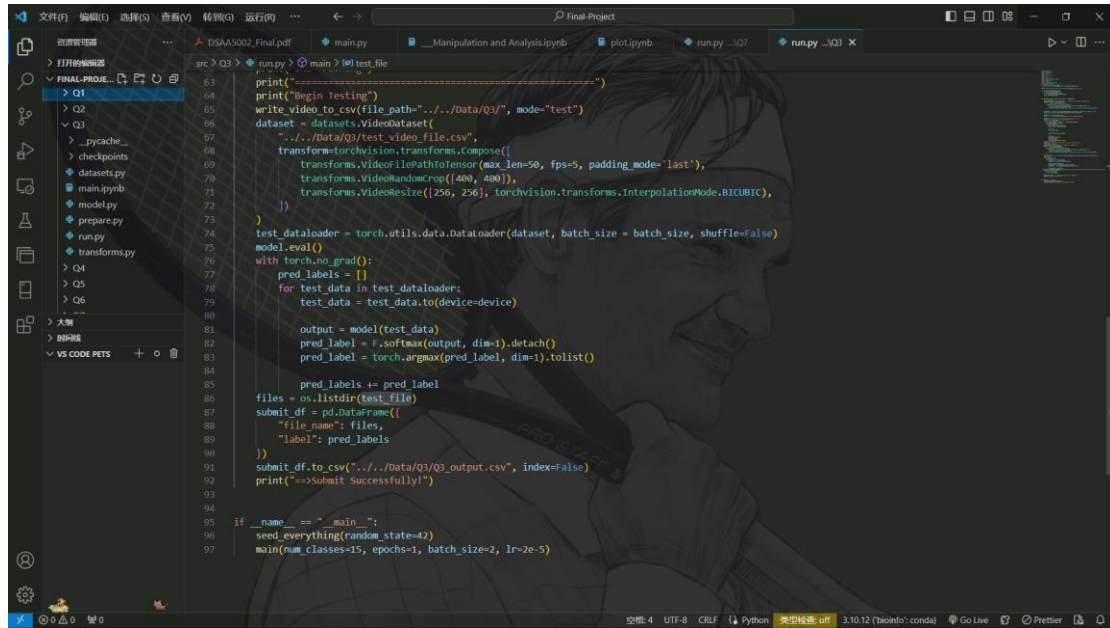 文件(F) 编辑(E) 选择(S) 查看(V) 转到(G) 运行(R) ··· Final-Project
资源管理器 ···
DSAA5002_Final.pdf main.py __Manipulation and Analysis.ipynb plot.ipynb run.py ...\Q7 run.py ...\Q3
src > Q3 > run.py > main > test_file
打开的编辑器
FINAL-PROJE...
Q1
Q2
Q3
__pycache__
checkpoints
datasets.py
main.ipynb
model.py
prepare.py
run.py
transforms.py
Q4
Q5
Q6
大纲
时间线
VS CODE PETS
63 print("============================================================")
64 print("Begin Testing")
65 write_video_to_csv(file_path="../../Data/Q3/", mode="test")
66 dataset = datasets.VideoDataset(
67 "../../Data/Q3/test_video_file.csv",
68 transform=torchvision.transforms.Compose([
69 transforms.VideoFilePathToTensor(max_len=50, fps=5, padding_mode='last'),
70 transforms.VideoRandomCrop([400, 400]),
71 transforms.VideoResize([256, 256], torchvision.transforms.InterpolationMode.BICUBIC),
72 ])
73 )
74 test_dataloader = torch.utils.data.DataLoader(dataset, batch_size = batch_size, shuffle=False)
75 model.eval()
76 with torch.no_grad():
77 pred_labels = []
78 for test_data in test_dataloader:
79 test_data = test_data.to(device=device)
80
81 output = model(test_data)
82 pred_label = F.softmax(output, dim=1).detach()
83 pred_label = torch.argmax(pred_label, dim=1).tolist()
84
85 pred_labels += pred_label
86 files = os.listdir(test_file)
87 submit_df = pd.DataFrame({
88 "file_name": files,
89 "label": pred_labels
90 })
91 submit_df.to_csv("../../Data/Q3/Q3_output.csv", index=False)
92 print("==>Submit Successfully!")
93
94
95 if __name__ == "__main__":
96 seed_everything(random_state=42)
97 main(num_classes=15, epochs=1, batch_size=2, lr=2e-5)
PRO STAFF
0 0 0 空格: 4 UTF-8 CRLF Python 类型检查: off 3.10.12 ('bioinfo': conda) Go Live Prettier